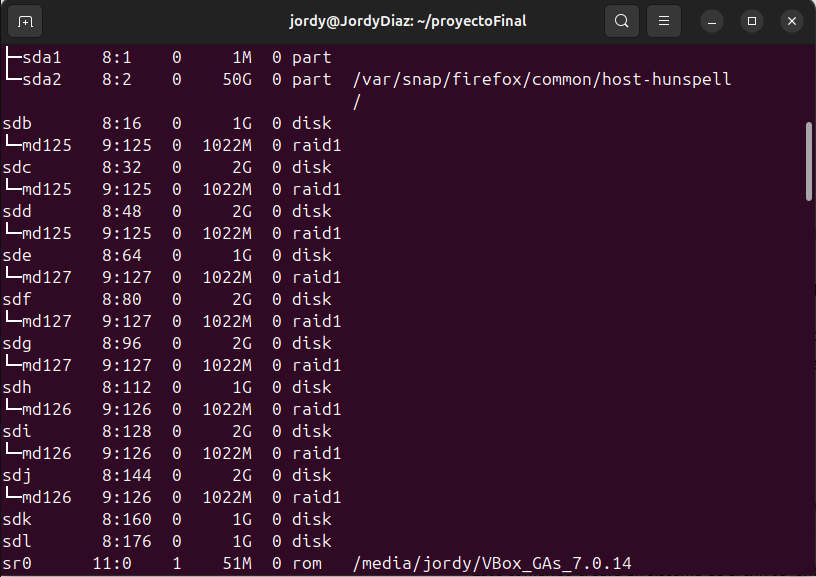 jordy@JordyDiaz: ~/proyectoFinal
├─sda1    8:1    0    1M  0 part
└─sda2    8:2    0   50G  0 part  /var/snap/firefox/common/host-hunspell
                                  /
sdb       8:16   0    1G  0 disk
└─md125   9:125  0 1022M  0 raid1
sdc       8:32   0    2G  0 disk
└─md125   9:125  0 1022M  0 raid1
sdd       8:48   0    2G  0 disk
└─md125   9:125  0 1022M  0 raid1
sde       8:64   0    1G  0 disk
└─md127   9:127  0 1022M  0 raid1
sdf       8:80   0    2G  0 disk
└─md127   9:127  0 1022M  0 raid1
sdg       8:96   0    2G  0 disk
└─md127   9:127  0 1022M  0 raid1
sdh       8:112  0    1G  0 disk
└─md126   9:126  0 1022M  0 raid1
sdi       8:128  0    2G  0 disk
└─md126   9:126  0 1022M  0 raid1
sdj       8:144  0    2G  0 disk
└─md126   9:126  0 1022M  0 raid1
sdk       8:160  0    1G  0 disk
sdl       8:176  0    1G  0 disk
sr0      11:0    1   51M  0 rom   /media/jordy/VBox_GAs_7.0.14